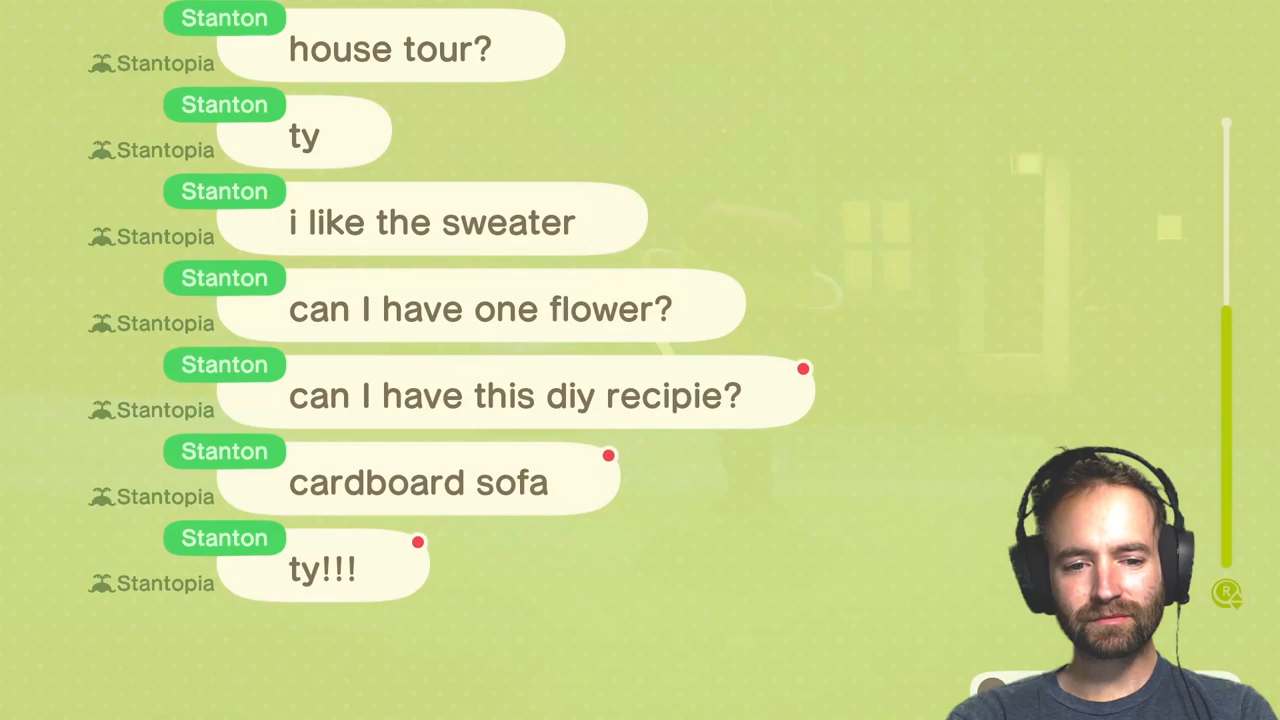 Stanton
house tour?
Stantopia
Stanton
ty
Stantopia
Stanton
i like the sweater
Stantopia
Stanton
can I have one flower?
Stantopia
Stanton
can I have this diy recipie?
Stantopia
Stanton
cardboard sofa
Stantopia
Stanton
ty!!!
Stantopia
R